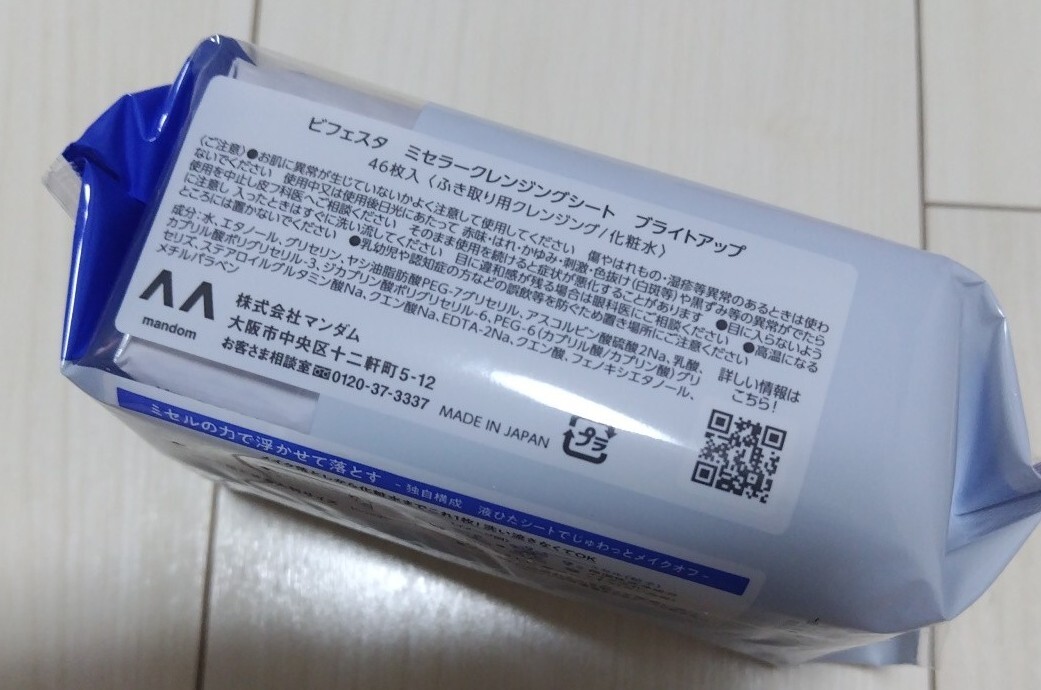 ビフェスタ ミセラークレンジングシート ブライトアップ
46枚入〈ふき取り用クレンジング/化粧水〉
〈ご注意〉●お肌に異常が生じていないかよく注意して使用してください 傷やはれもの・湿疹等異常のあるときは使わ
ないでください 使用中又は使用後日光にあたって 赤味・はれ・かゆみ・刺激・色抜け(白斑等)や黒ずみ等の異常がでたら
使用を中止し皮フ科医へご相談ください そのまま使用を続けると症状が悪化することがあります ●目に入らないよう
に注意し 入ったときはすぐに洗い流してください 目に違和感が残る場合は眼科医にご相談ください ●高温になる
ところには置かないでください ●乳幼児や認知症の方などの誤飲等を防ぐため置き場所にご注意ください
成分:水、エタノール、グリセリン、ヤシ油脂肪酸PEG-7グリセリル、アスコルビン酸硫酸2Na、乳酸、
カプリル酸ポリグリセリル-3、ジカプリン酸ポリグリセリル-6、PEG-6(カプリル酸/カプリン酸)グリ
セリズ、ステアロイルグルタミン酸Na、クエン酸Na、EDTA-2Na、クエン酸、フェノキシエタノール、
メチルパラベン
詳しい情報は
こちら!
mandom
株式会社マンダム
大阪市中央区十二軒町5-12
お客さま相談室 0120-37-3337
MADE IN JAPAN
プラ
ミセルの力で浮かせて落とす - 独自構成 液ひたシートでじゅわっとメイクオフ -
メイク落としなら化粧水までこれ1枚!洗い流さなくてOK